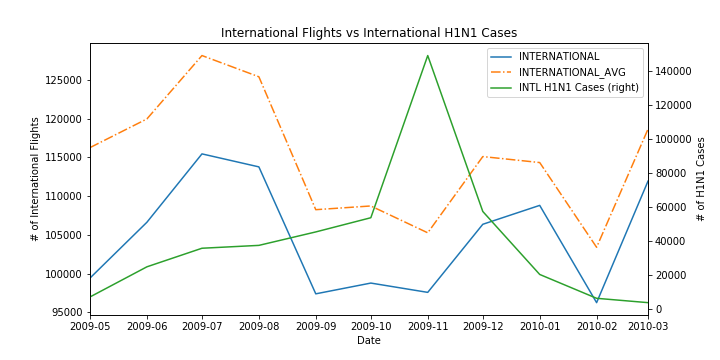 International Flights vs International H1N1 Cases
INTERNATIONAL
INTERNATIONAL_AVG
INTL H1N1 Cases (right)
# of International Flights
125000
120000
115000
110000
105000
100000
95000
140000
120000
100000
80000
60000
40000
20000
0
# of H1N1 Cases
2009-05 2009-06 2009-07 2009-08 2009-09 2009-10 2009-11 2009-12 2010-01 2010-02 2010-03
Date